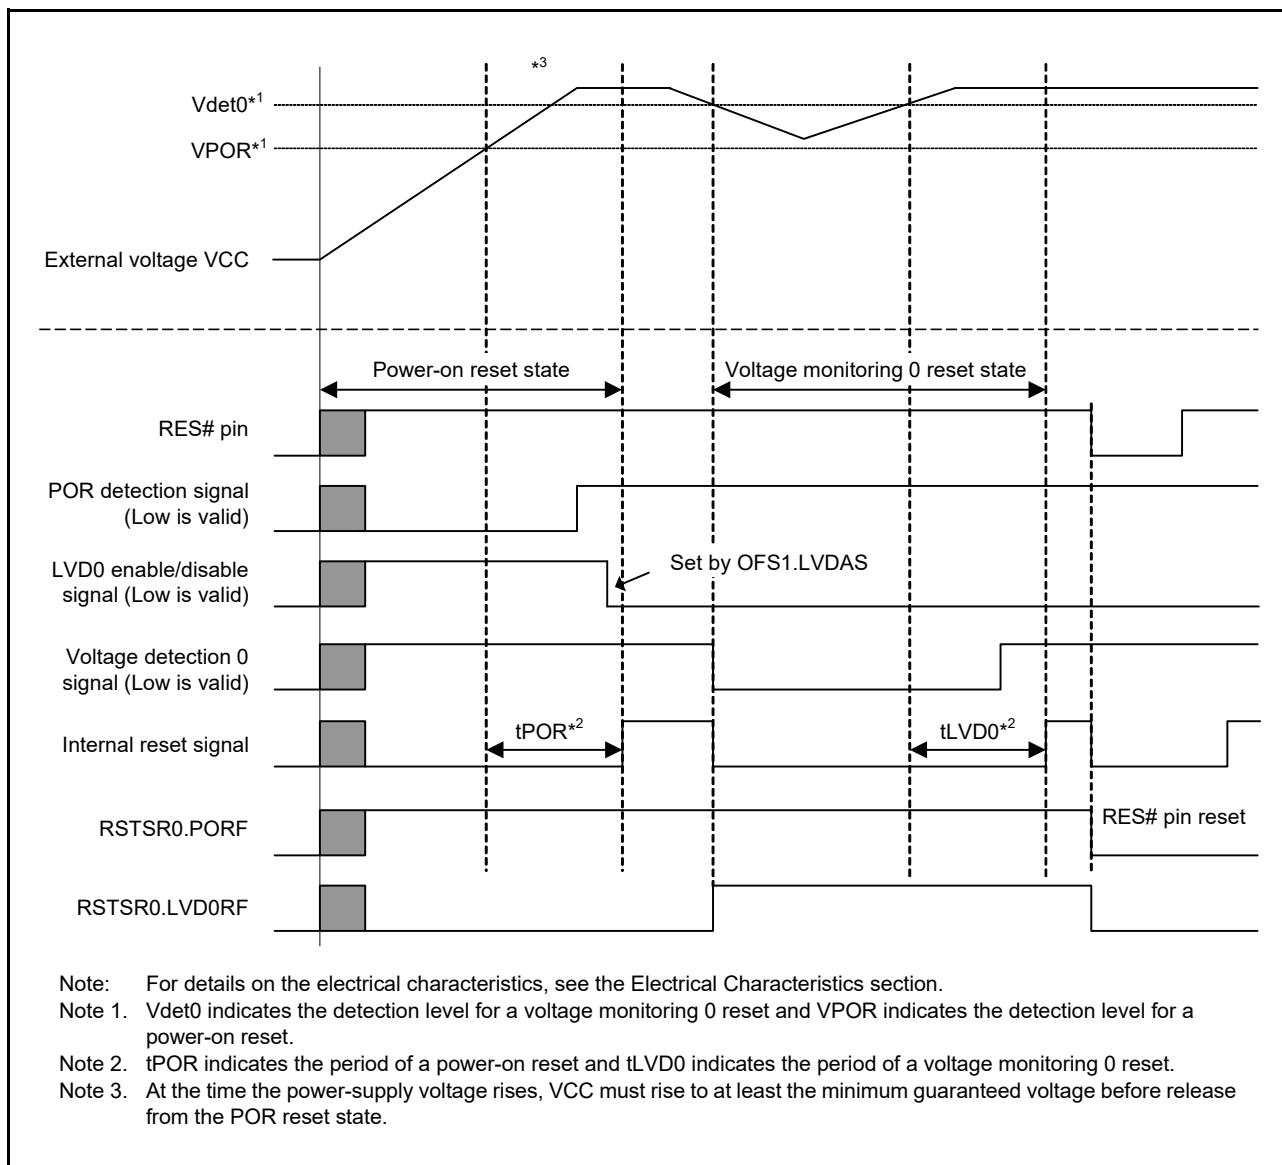 *3
Vdet0*1
VPOR*1
External voltage VCC
Power-on reset state
Voltage monitoring 0 reset state
RES# pin
POR detection signal
(Low is valid)
LVD0 enable/disable
signal (Low is valid)
Set by OFS1.LVDAS
Voltage detection 0
signal (Low is valid)
Internal reset signal
tPOR*2
tLVD0*2
RSTSR0.PORF
RES# pin reset
RSTSR0.LVD0RF
Note: For details on the electrical characteristics, see the Electrical Characteristics section.
Note 1. Vdet0 indicates the detection level for a voltage monitoring 0 reset and VPOR indicates the detection level for a
power-on reset.
Note 2. tPOR indicates the period of a power-on reset and tLVD0 indicates the period of a voltage monitoring 0 reset.
Note 3. At the time the power-supply voltage rises, VCC must rise to at least the minimum guaranteed voltage before release
from the POR reset state.